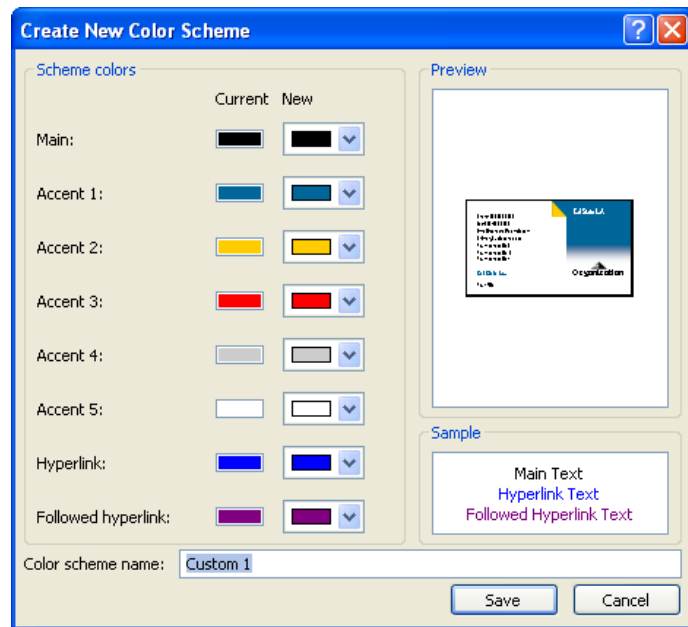 Create New Color Scheme
Scheme colors
Current New
Main:
Accent 1:
Accent 2:
Accent 3:
Accent 4:
Accent 5:
Hyperlink:
Followed hyperlink:
Preview
Organization
Sample
Main Text
Hyperlink Text
Followed Hyperlink Text
Color scheme name: Custom 1
Save Cancel